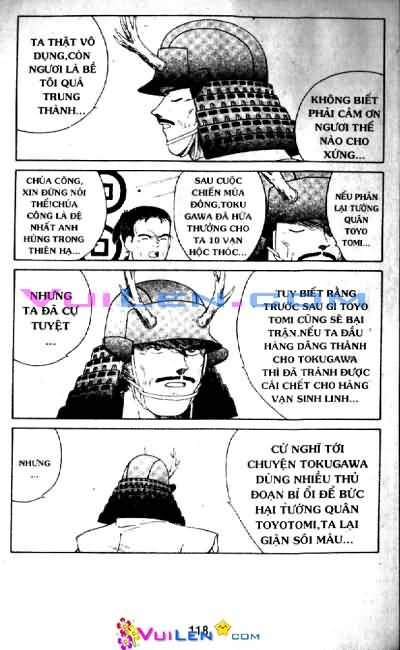 TA THẬT VÔ
DỤNG,CÒN
NGƯƠI LÀ BỀ
TÔI QUẢ
TRUNG
THÀNH...
KHÔNG BIẾT
PHẢI CẢM ƠN
NGƯƠI THẾ
NÀO CHO
XỨNG...
CHÚA CÔNG,
XIN ĐỪNG NÓI
THẾ!CHÚA
CÔNG LÀ ĐỆ
NHẤT ANH
HÙNG TRONG
THIÊN HẠ...
SAU CUỘC
CHIẾN MÙA
ĐÔNG,TOKU
GAWA ĐÃ HỨA
THƯỞNG CHO
TA 10 VẠN
HỘC THÓC...
NẾU PHẢN
LẠI TƯỚNG
QUÂN
TOYO
TOMI...
NHƯNG
TA ĐÃ CỰ
TUYỆT
...
TUY BIẾT RẰNG
TRƯỚC SAU GÌ TOYO
TOMI CŨNG SẼ BẠI
TRẬN.NẾU TA ĐẦU
HÀNG DÂNG THÀNH
CHO TOKUGAWA
THÌ ĐÃ TRÁNH ĐƯỢC
CÁI CHẾT CHO HÀNG
VẠN SINH LINH...
VUILEN.COM
NHƯNG
...
CỨ NGHĨ TỚI
CHUYỆN TOKUGAWA
DÙNG NHIỀU THỦ
ĐOẠN BỈ ỔI ĐỂ BỨC
HẠI TƯỚNG QUÂN
TOYOTOMI,TA LẠI
GIẬN SÔI MÁU...
118
VUILEN.COM